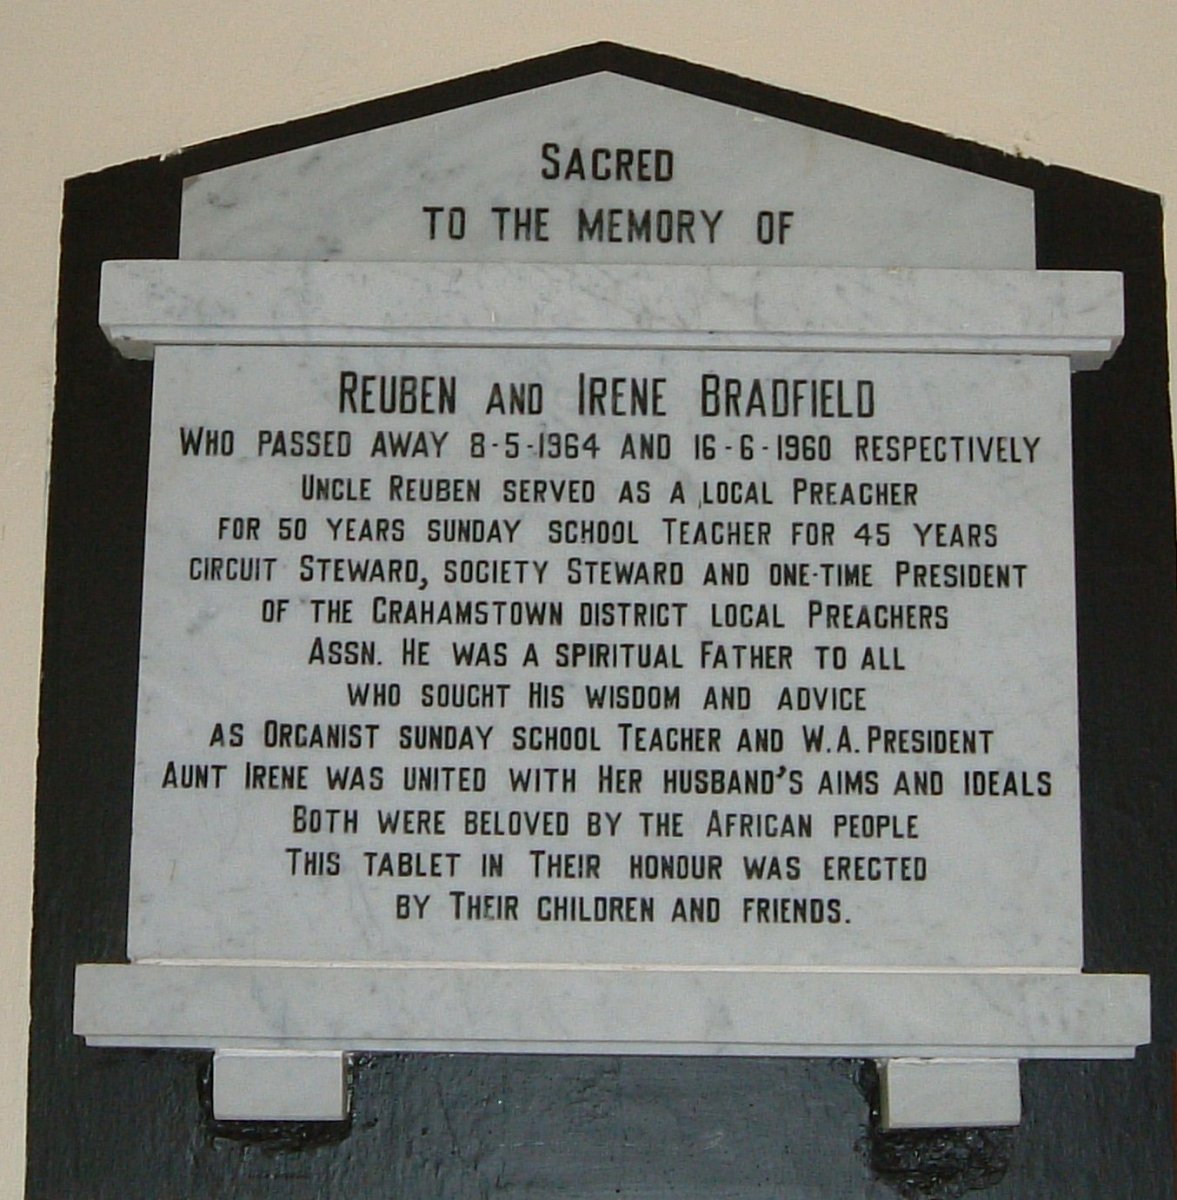 SACRED
TO THE MEMORY OF
REUBEN AND IRENE BRADFIELD
WHO PASSED AWAY 8-5-1964 AND 16-6-1960 RESPECTIVELY
UNCLE REUBEN SERVED AS A LOCAL PREACHER
FOR 50 YEARS SUNDAY SCHOOL TEACHER FOR 45 YEARS
CIRCUIT STEWARD, SOCIETY STEWARD AND ONE-TIME PRESIDENT
OF THE GRAHAMSTOWN DISTRICT LOCAL PREACHERS
ASSN. HE WAS A SPIRITUAL FATHER TO ALL
WHO SOUGHT HIS WISDOM AND ADVICE
AS ORGANIST SUNDAY SCHOOL TEACHER AND W.A. PRESIDENT
AUNT IRENE WAS UNITED WITH HER HUSBAND'S AIMS AND IDEALS
BOTH WERE BELOVED BY THE AFRICAN PEOPLE
THIS TABLET IN THEIR HONOUR WAS ERECTED
BY THEIR CHILDREN AND FRIENDS.